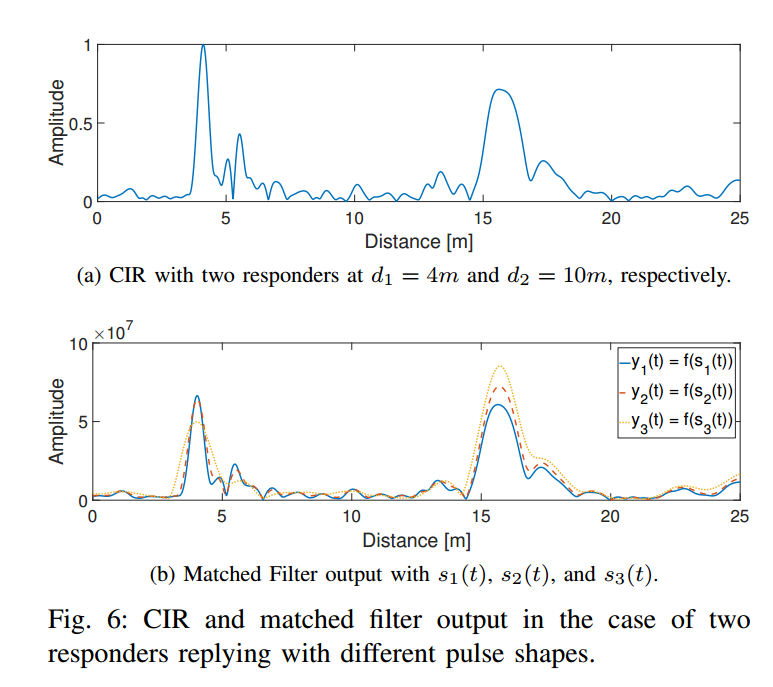 1
0.5
0
Amplitude
0 5 10 15 20 25
Distance [m]
(a) CIR with two responders at d₁ = 4m and d₂ = 10m, respectively.
×10⁷
10
5
0
Amplitude
y₁(t) = f(s₁(t))
y₂(t) = f(s₂(t))
y₃(t) = f(s₃(t))
0 5 10 15 20 25
Distance [m]
(b) Matched Filter output with s₁(t), s₂(t), and s₃(t).
Fig. 6: CIR and matched filter output in the case of two
responders replying with different pulse shapes.